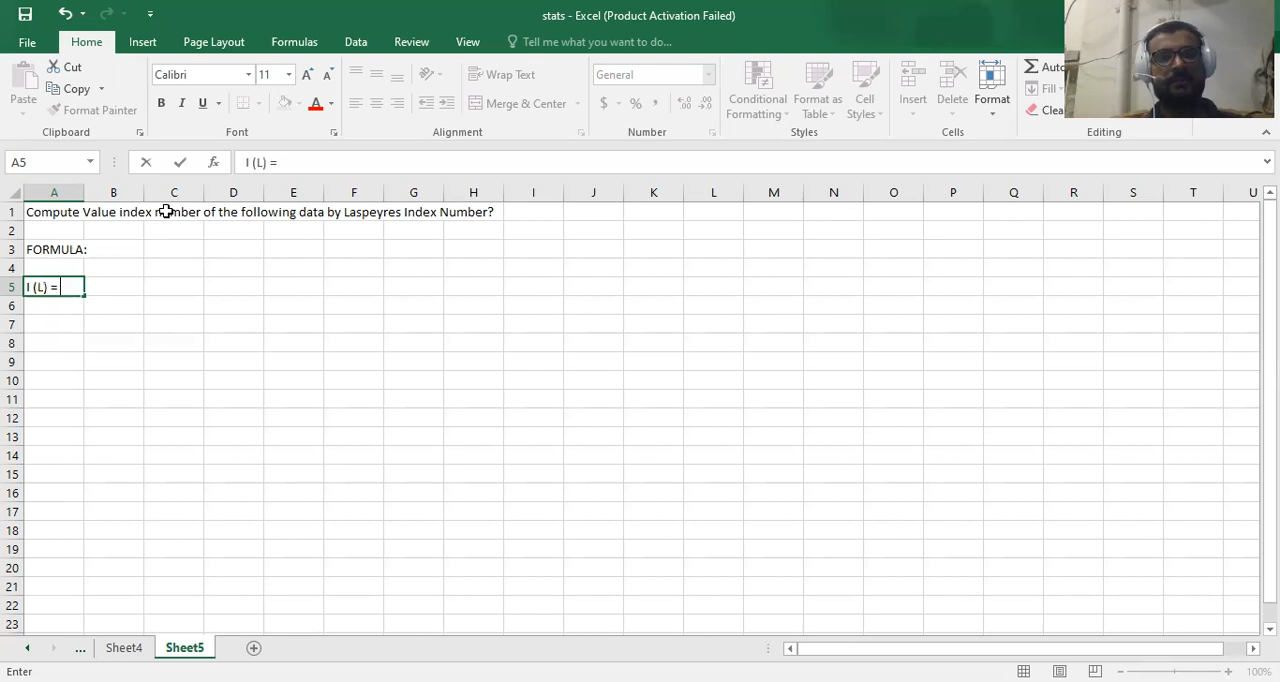 stats - Excel (Product Activation Failed)
File Home Insert Page Layout Formulas Data Review View Tell me what you want to do...
Paste
Cut
Copy
Format Painter
Clipboard
Calibri 11
B I U
Font
Wrap Text
Merge & Center
Alignment
General
$ % ,
Number
Conditional Formatting
Format as Table
Cell Styles
Styles
Insert
Delete
Format
Cells
Fill
Editing
A5 fx I (L) =
A B C D E F G H I J K L M N O P Q R S T U
1 Compute Value index number of the following data by Laspeyres Index Number?
2
3 FORMULA:
4
5 I (L) =
6
7
8
9
10
11
12
13
14
15
16
17
18
19
20
21
22
23
... Sheet4 Sheet5
Enter 100%